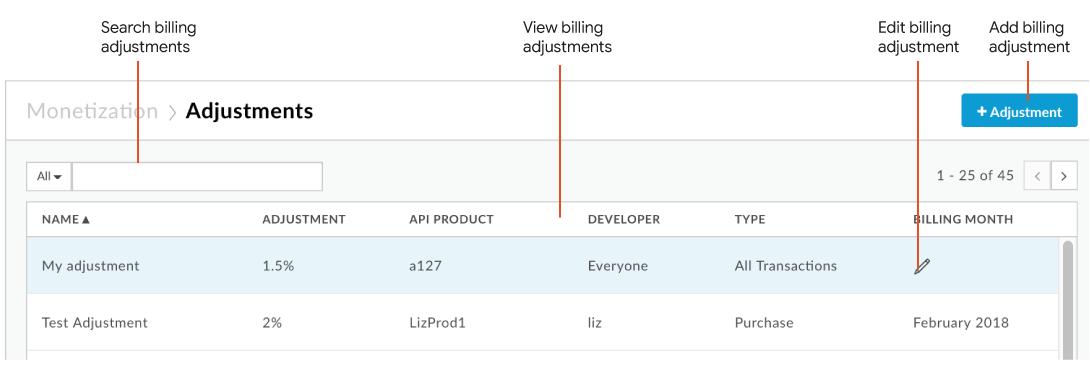 Search billing
adjustments
View billing
adjustments
Edit billing
adjustment
Add billing
adjustment
Monetization > Adjustments
+ Adjustment
All
1 - 25 of 45
< >
NAME ▲ ADJUSTMENT API PRODUCT DEVELOPER TYPE BILLING MONTH
My adjustment 1.5% a127 Everyone All Transactions
Test Adjustment 2% LizProd1 liz Purchase February 2018